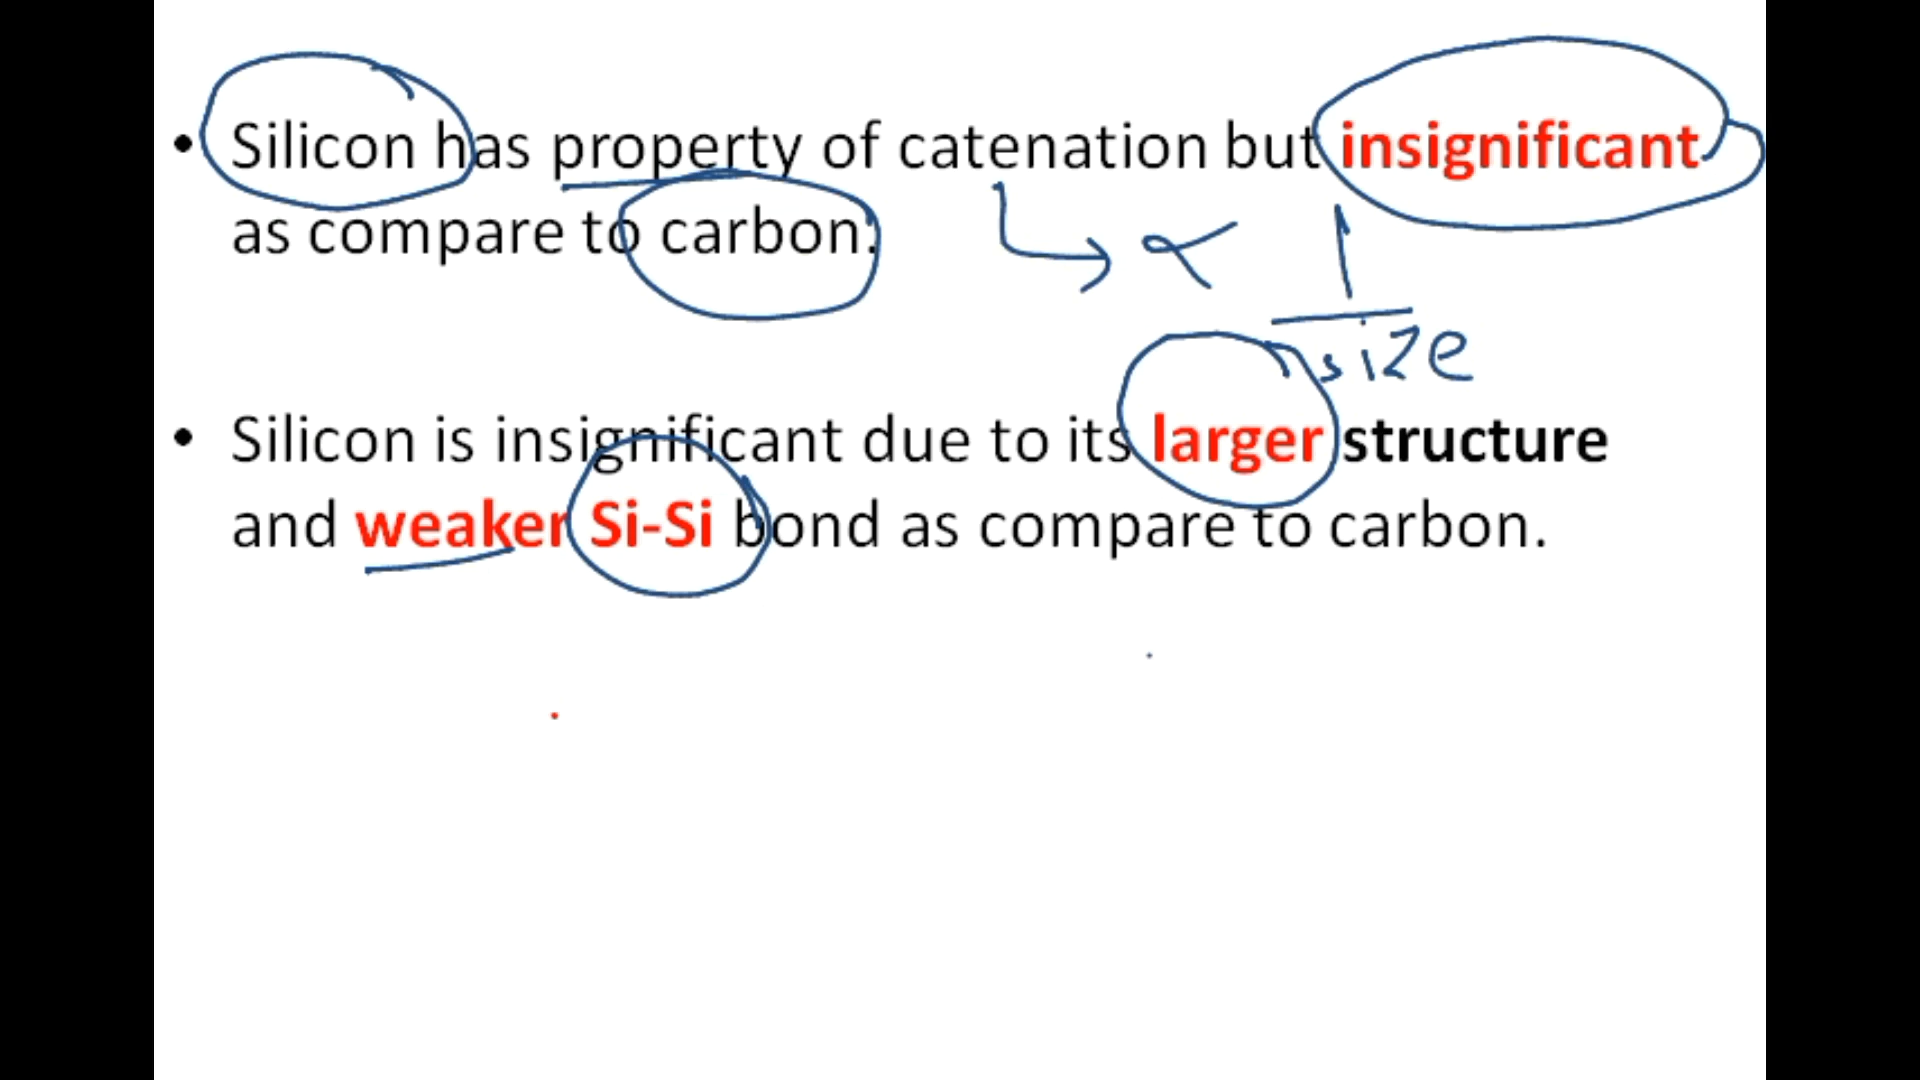 • Silicon has property of catenation but insignificant
as compare to carbon.
∝ 1
size
• Silicon is insignificant due to its larger structure
and weaker Si-Si bond as compare to carbon.